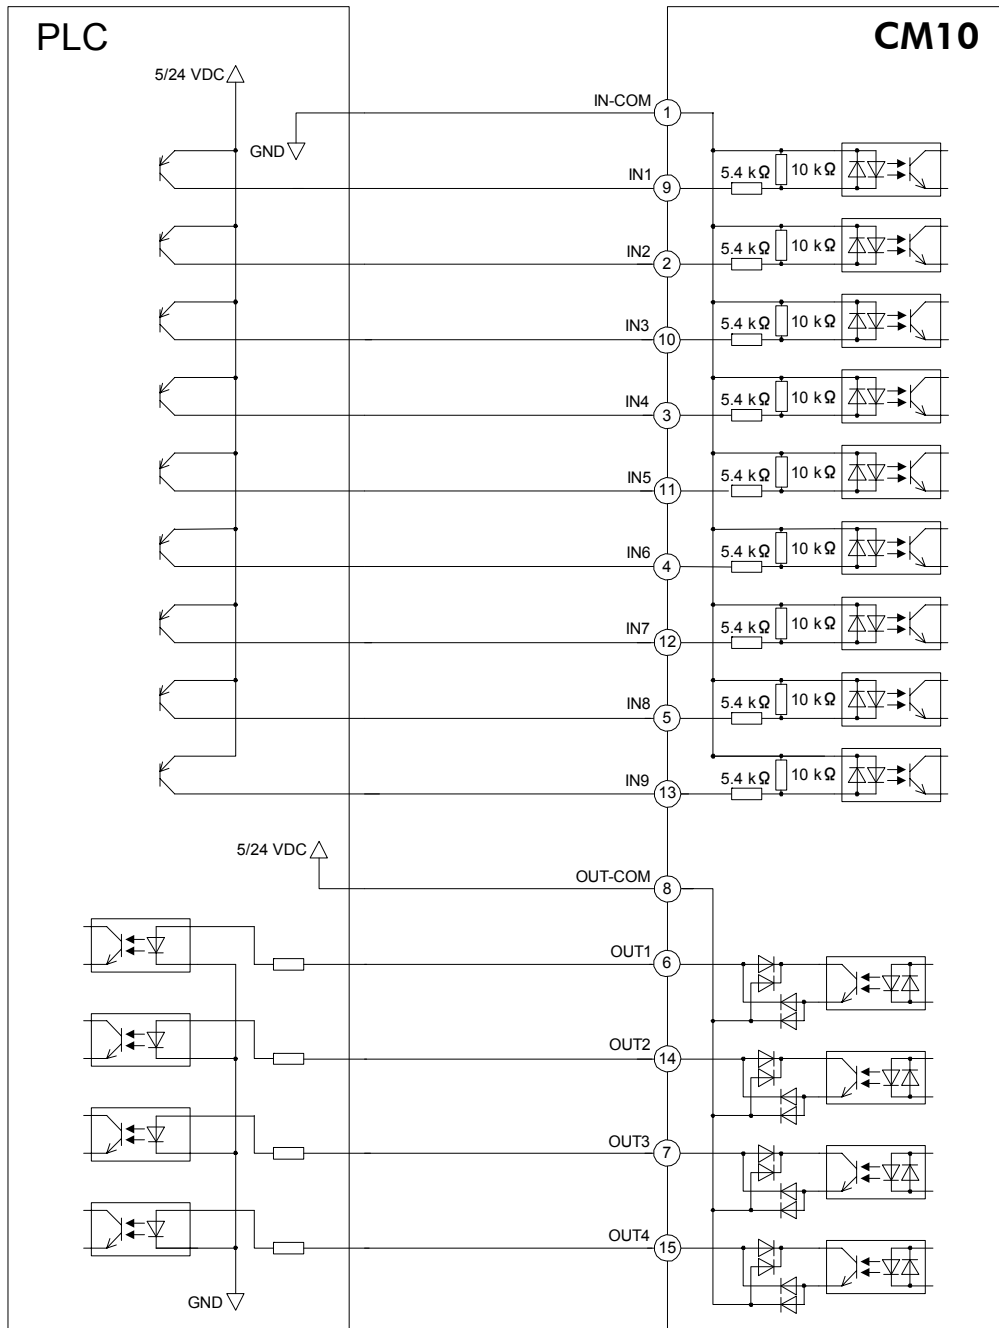 PLC
CM10
5/24 VDC
IN-COM
1
GND
IN1
9
5.4 kΩ
10 kΩ
IN2
2
5.4 kΩ
10 kΩ
IN3
10
5.4 kΩ
10 kΩ
IN4
3
5.4 kΩ
10 kΩ
IN5
11
5.4 kΩ
10 kΩ
IN6
4
5.4 kΩ
10 kΩ
IN7
12
5.4 kΩ
10 kΩ
IN8
5
5.4 kΩ
10 kΩ
IN9
13
5.4 kΩ
10 kΩ
5/24 VDC
OUT-COM
8
OUT1
6
OUT2
14
OUT3
7
OUT4
15
GND